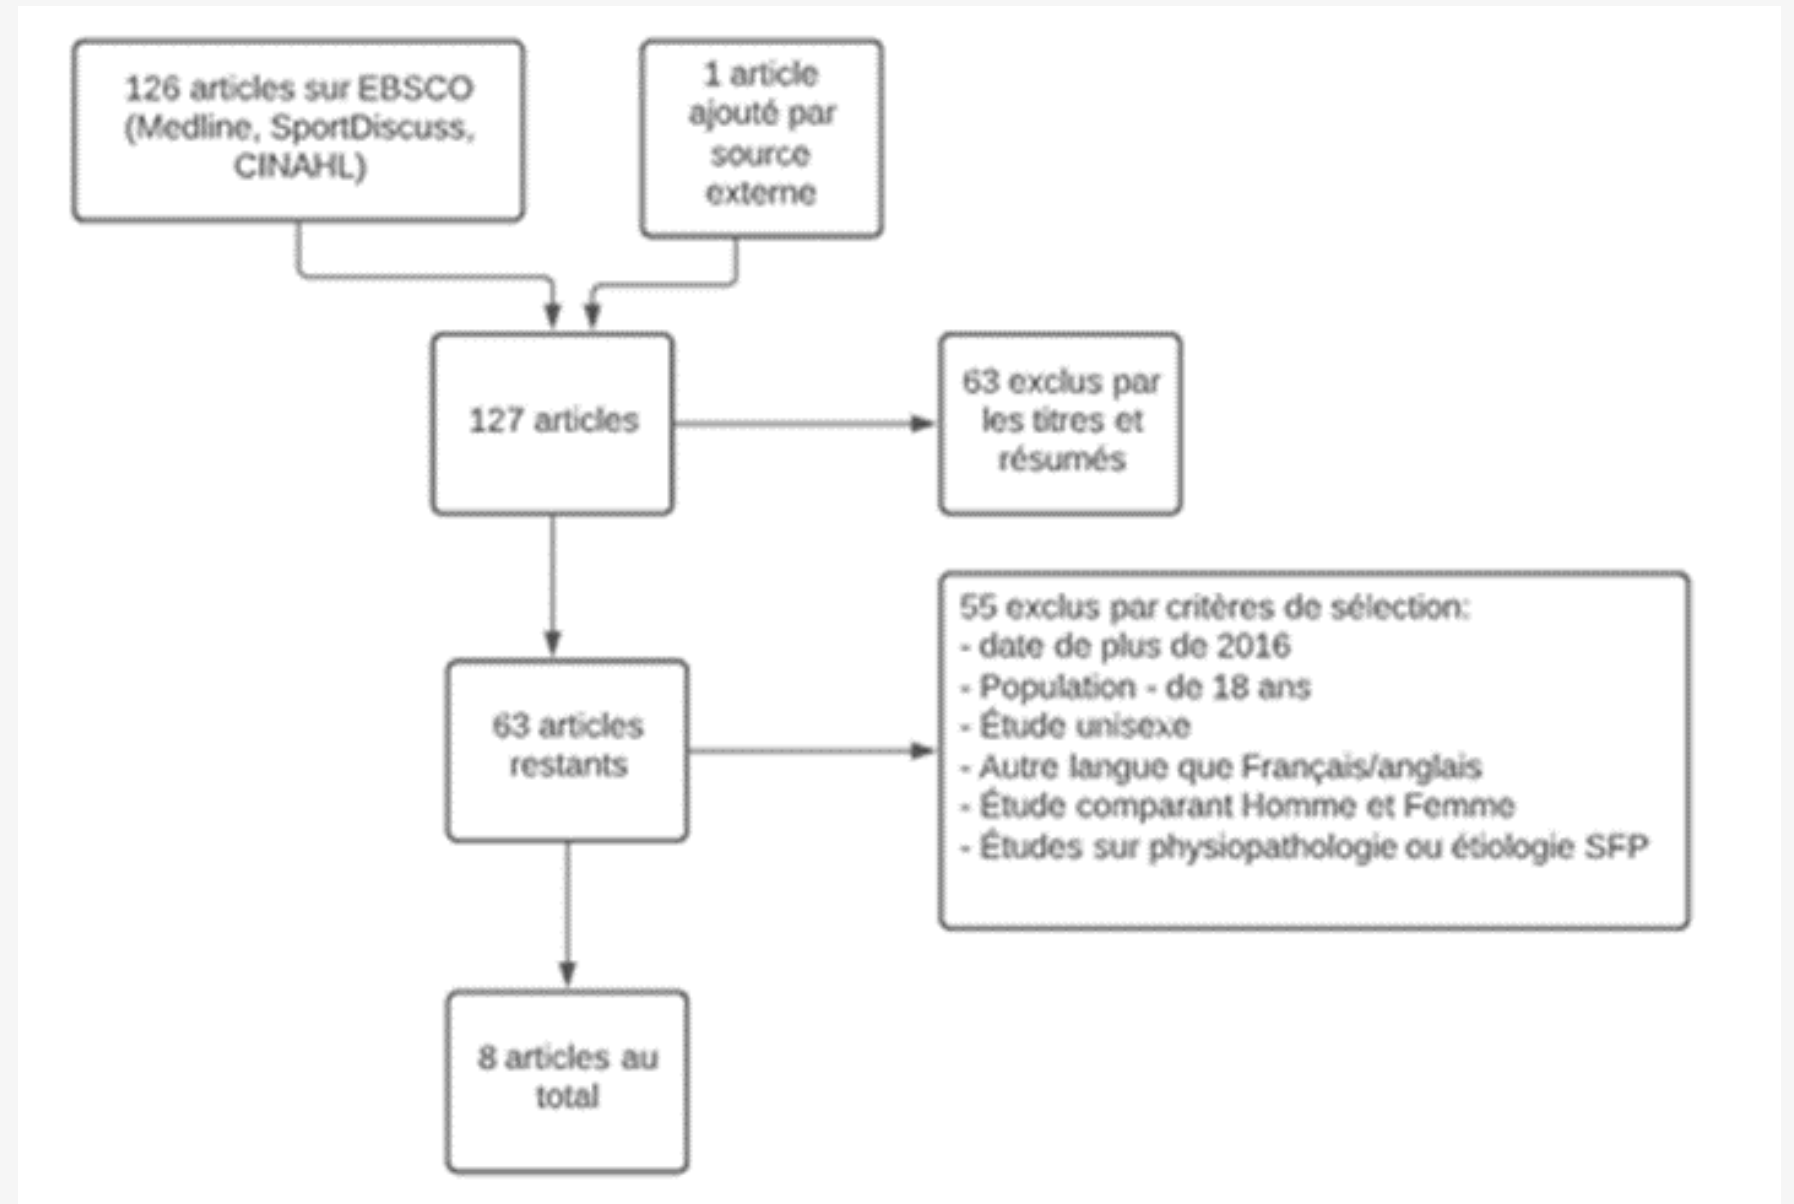 126 articles sur EBSCO
(Medline, SportDiscuss,
CINAHL)
1 article
ajouté par
source
externe
127 articles
63 exclus par
les titres et
résumés
63 articles
restants
55 exclus par critères de sélection:
- date de plus de 2016
- Population - de 18 ans
- Étude unisexe
- Autre langue que Français/anglais
- Étude comparant Homme et Femme
- Études sur physiopathologie ou étiologie SFP
8 articles au
total